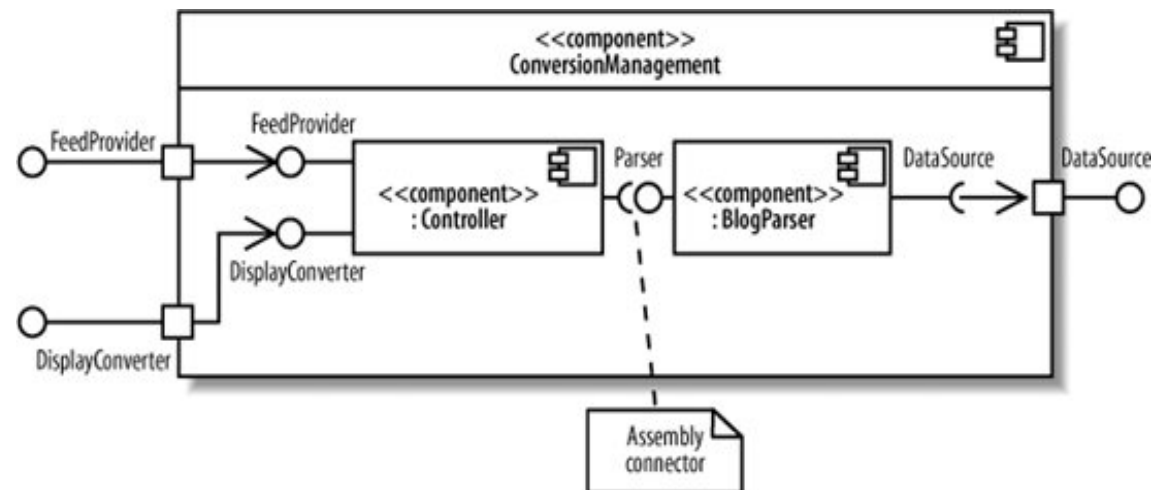 <<component>>
ConversionManagement
FeedProvider
FeedProvider
Parser
DataSource
DataSource
<<component>>
: Controller
<<component>>
: BlogParser
DisplayConverter
DisplayConverter
Assembly
connector